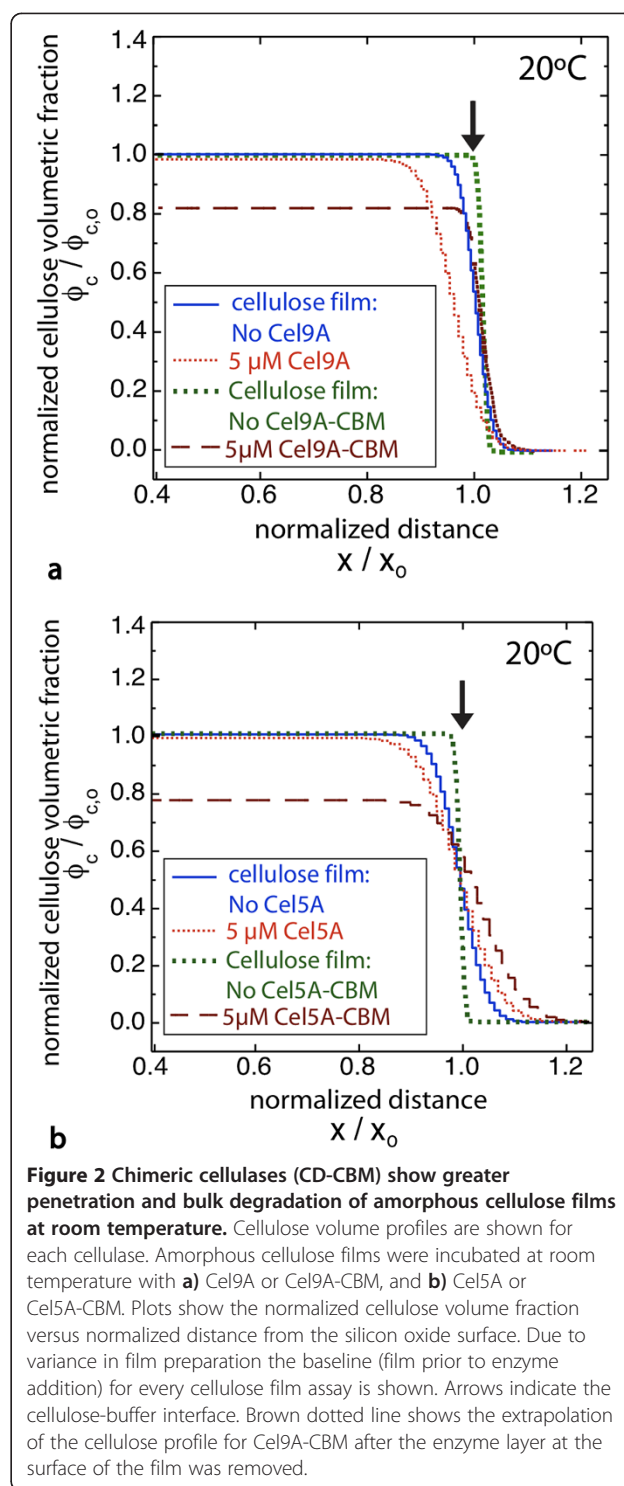 1.4
20ºC
1.2
1.0
0.8
0.6
0.4
0.2
0.0
normalized cellulose volumetric fraction
ϕc / ϕc,o
cellulose film:
No Cel9A
5 μM Cel9A
Cellulose film:
No Cel9A-CBM
5μM Cel9A-CBM
0.4 0.6 0.8 1.0 1.2
normalized distance
x / xo
a
1.4
20ºC
1.2
1.0
0.8
0.6
0.4
0.2
0.0
normalized cellulose volumetric fraction
ϕc / ϕc,o
cellulose film:
No Cel5A
5 μM Cel5A
Cellulose film:
No Cel5A-CBM
5μM Cel5A-CBM
0.4 0.6 0.8 1.0 1.2
normalized distance
x / xo
b
Figure 2 Chimeric cellulases (CD-CBM) show greater
penetration and bulk degradation of amorphous cellulose films
at room temperature. Cellulose volume profiles are shown for
each cellulase. Amorphous cellulose films were incubated at room
temperature with a) Cel9A or Cel9A-CBM, and b) Cel5A or
Cel5A-CBM. Plots show the normalized cellulose volume fraction
versus normalized distance from the silicon oxide surface. Due to
variance in film preparation the baseline (film prior to enzyme
addition) for every cellulose film assay is shown. Arrows indicate the
cellulose-buffer interface. Brown dotted line shows the extrapolation
of the cellulose profile for Cel9A-CBM after the enzyme layer at the
surface of the film was removed.